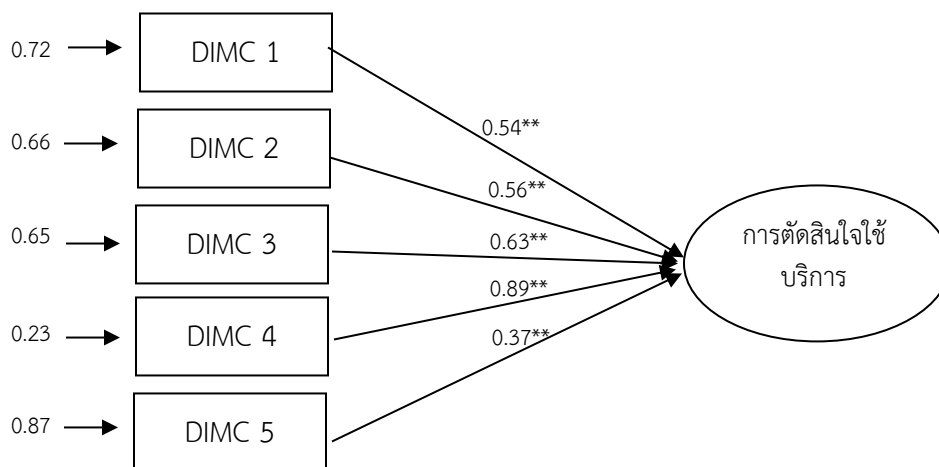 0.72
DIMC 1
0.54**
0.66
DIMC 2
0.56**
0.65
DIMC 3
0.63**
การตัดสินใจใช้
บริการ
0.23
DIMC 4
0.89**
0.37**
0.87
DIMC 5